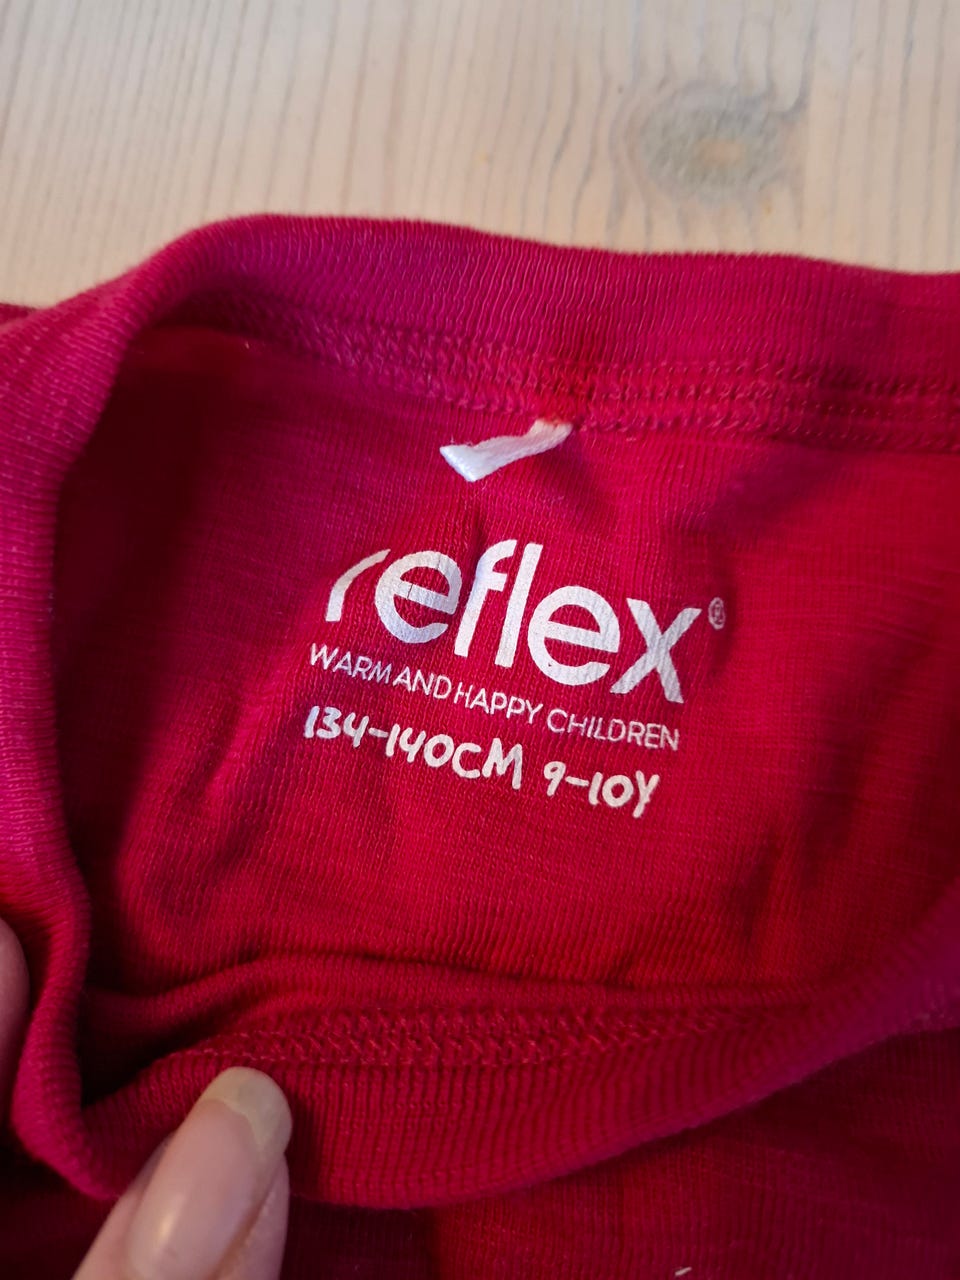 reflex®
WARM AND HAPPY CHILDREN
134-140CM 9-10Y